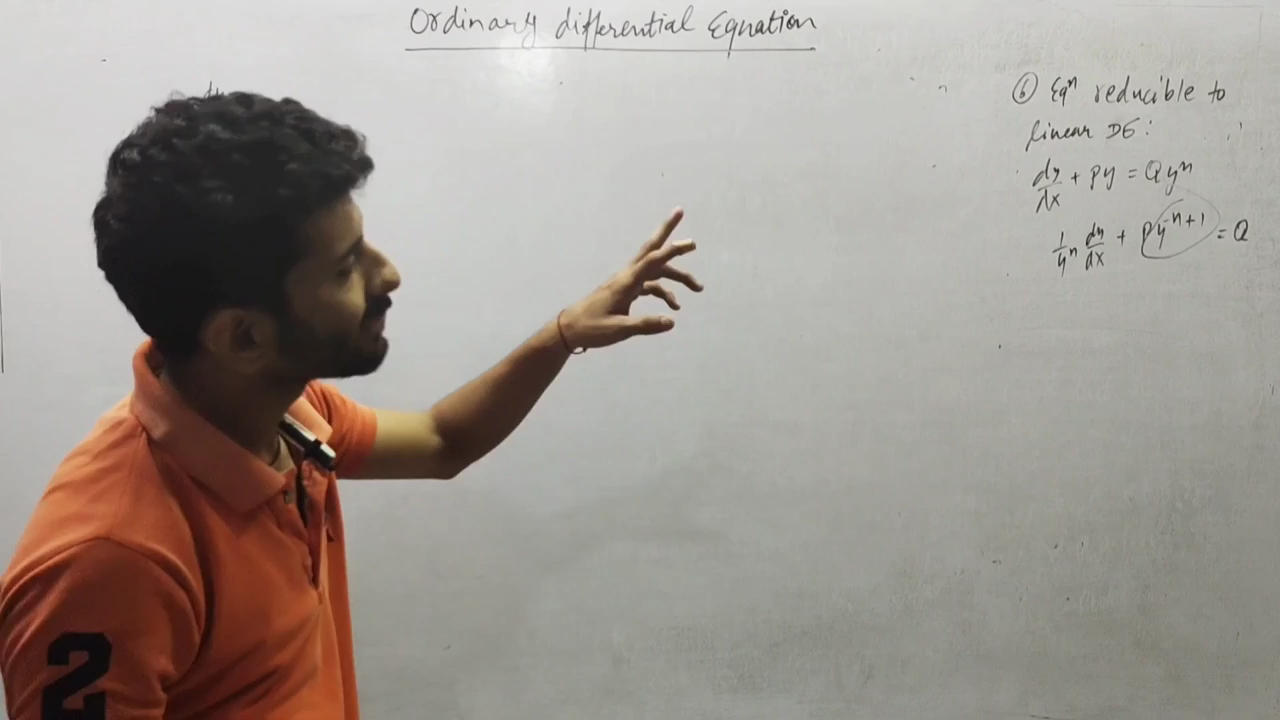 Ordinary differential Equation
⑥ Eqⁿ reducible to
linear DE:
dy/dx + Py = Qyⁿ
1/yⁿ dy/dx + Py⁻ⁿ⁺¹ = Q
2